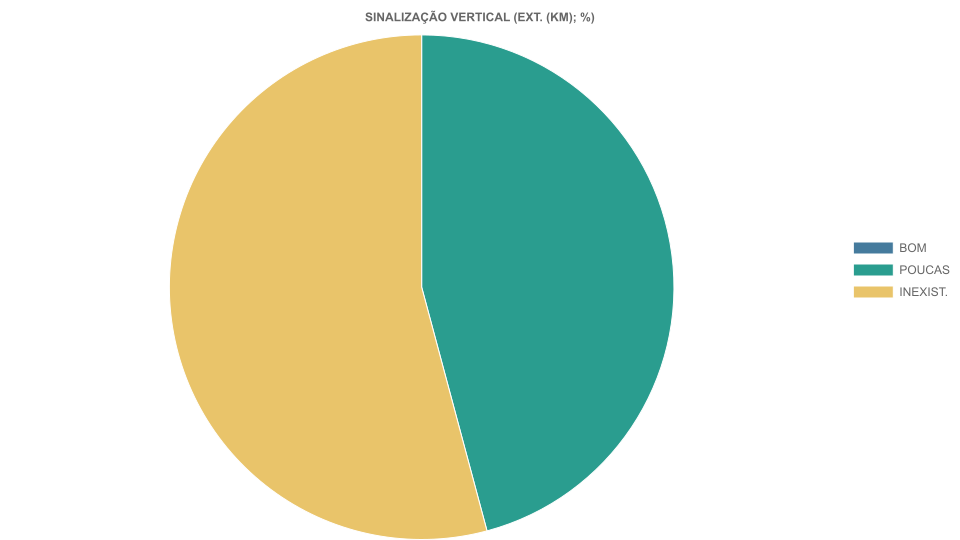 SINALIZAÇÃO VERTICAL (EXT. (KM); %)
BOM
POUCAS
INEXIST.